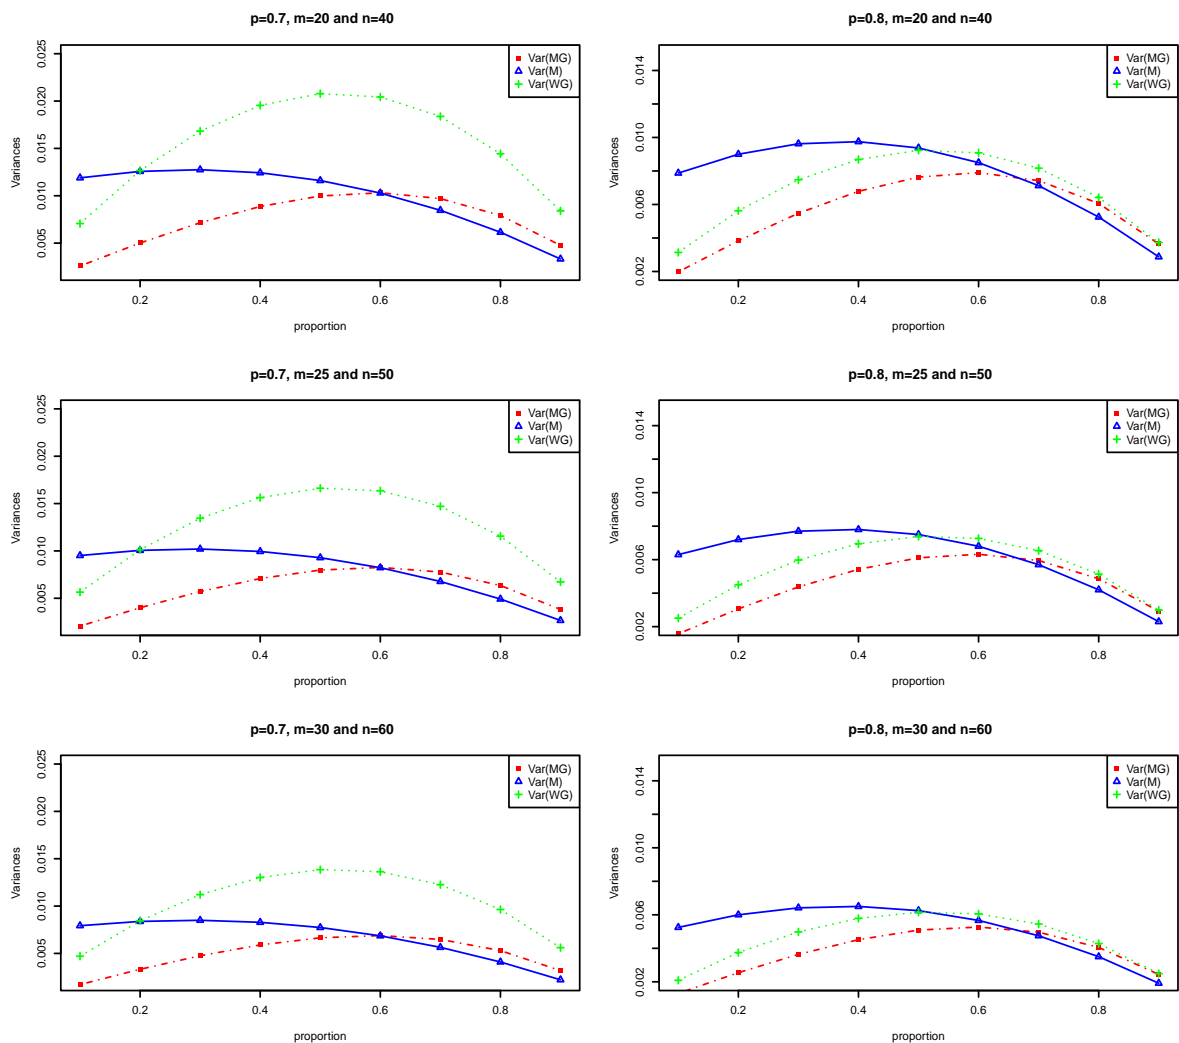 p=0.7, m=20 and n=40
Variances
0.005 0.010 0.015 0.020 0.025
Var(MG)
Var(M)
Var(WG)
0.2 0.4 0.6 0.8
proportion
p=0.8, m=20 and n=40
Variances
0.002 0.006 0.010 0.014
Var(MG)
Var(M)
Var(WG)
0.2 0.4 0.6 0.8
proportion
p=0.7, m=25 and n=50
Variances
0.005 0.010 0.015 0.020 0.025
Var(MG)
Var(M)
Var(WG)
0.2 0.4 0.6 0.8
proportion
p=0.8, m=25 and n=50
Variances
0.002 0.006 0.010 0.014
Var(MG)
Var(M)
Var(WG)
0.2 0.4 0.6 0.8
proportion
p=0.7, m=30 and n=60
Variances
0.005 0.010 0.015 0.020 0.025
Var(MG)
Var(M)
Var(WG)
0.2 0.4 0.6 0.8
proportion
p=0.8, m=30 and n=60
Variances
0.002 0.006 0.010 0.014
Var(MG)
Var(M)
Var(WG)
0.2 0.4 0.6 0.8
proportion